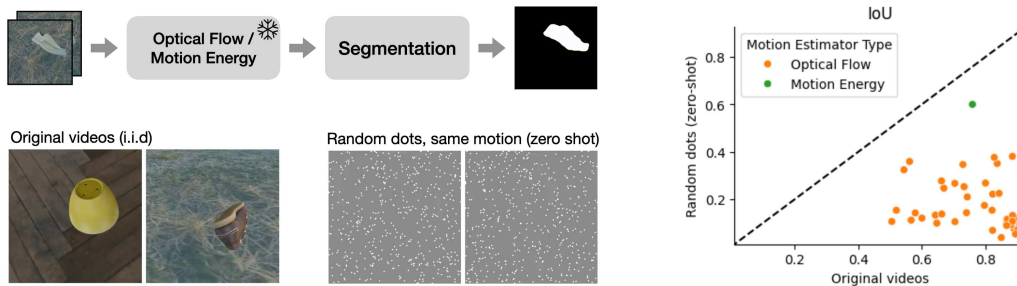 Optical Flow /
Motion Energy
Segmentation
Original videos (i.i.d)
Random dots, same motion (zero shot)
IoU
Motion Estimator Type
Optical Flow
Motion Energy
Random dots (zero-shot)
0.8
0.6
0.4
0.2
0.2
0.4
0.6
0.8
Original videos